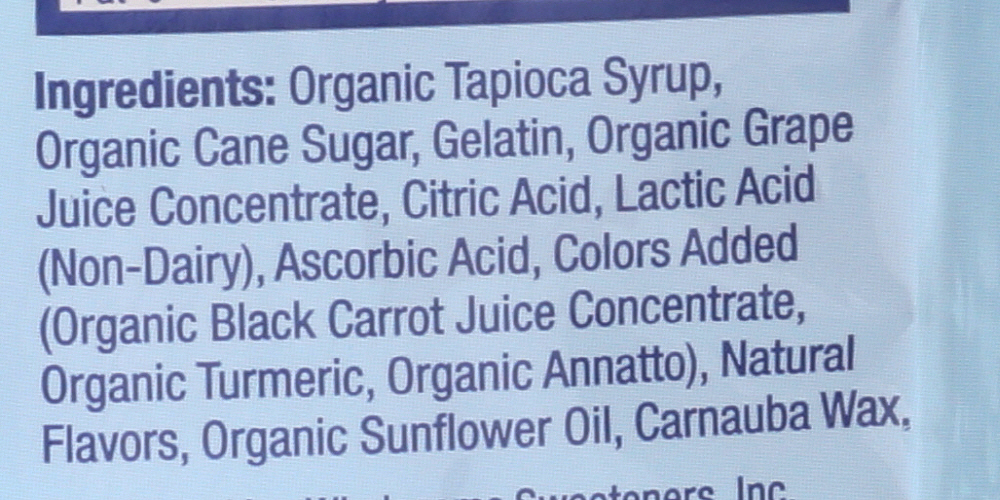 Ingredients: Organic Tapioca Syrup,
Organic Cane Sugar, Gelatin, Organic Grape
Juice Concentrate, Citric Acid, Lactic Acid
(Non-Dairy), Ascorbic Acid, Colors Added
(Organic Black Carrot Juice Concentrate,
Organic Turmeric, Organic Annatto), Natural
Flavors, Organic Sunflower Oil, Carnauba Wax.
Sweeteners, Inc.